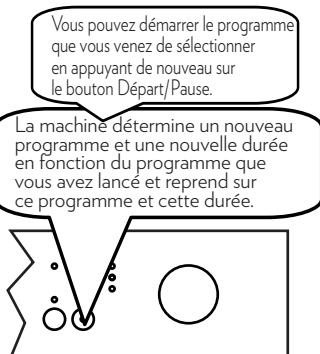 Vous pouvez démarrer le programme
que vous venez de sélectionner
en appuyant de nouveau sur
le bouton Départ/Pause.
La machine détermine un nouveau
programme et une nouvelle durée
en fonction du programme que
vous avez lancé et reprend sur
ce programme et cette durée.